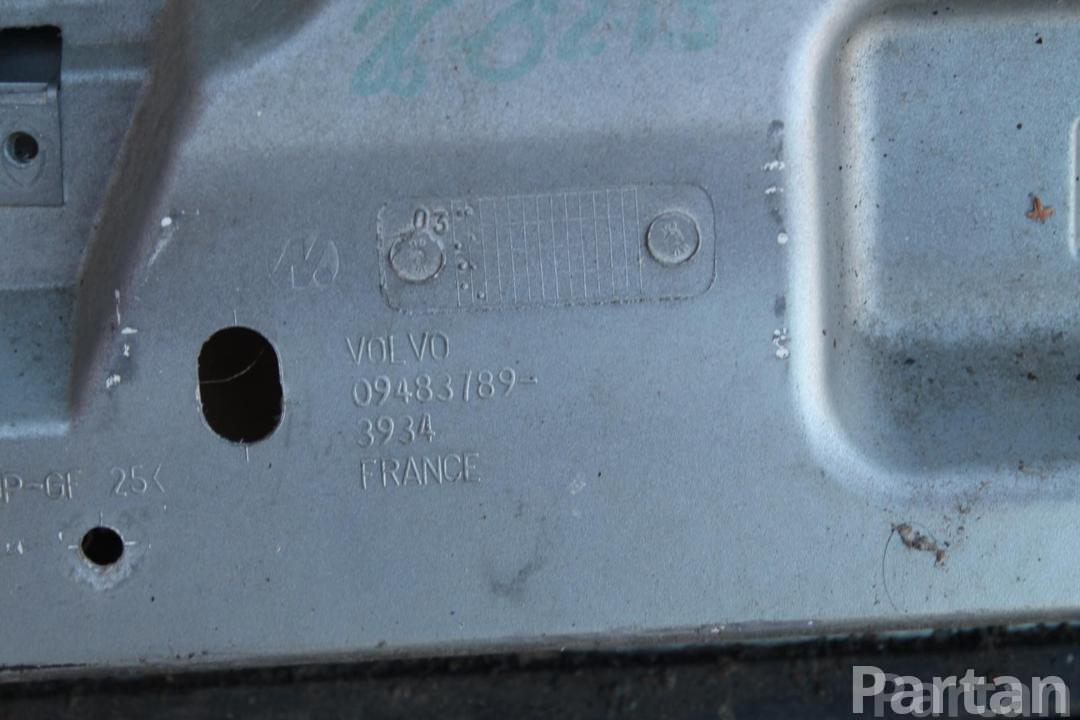 03
VOLVO
09483789-
3934
FRANCE
P-GF 25<
Partan